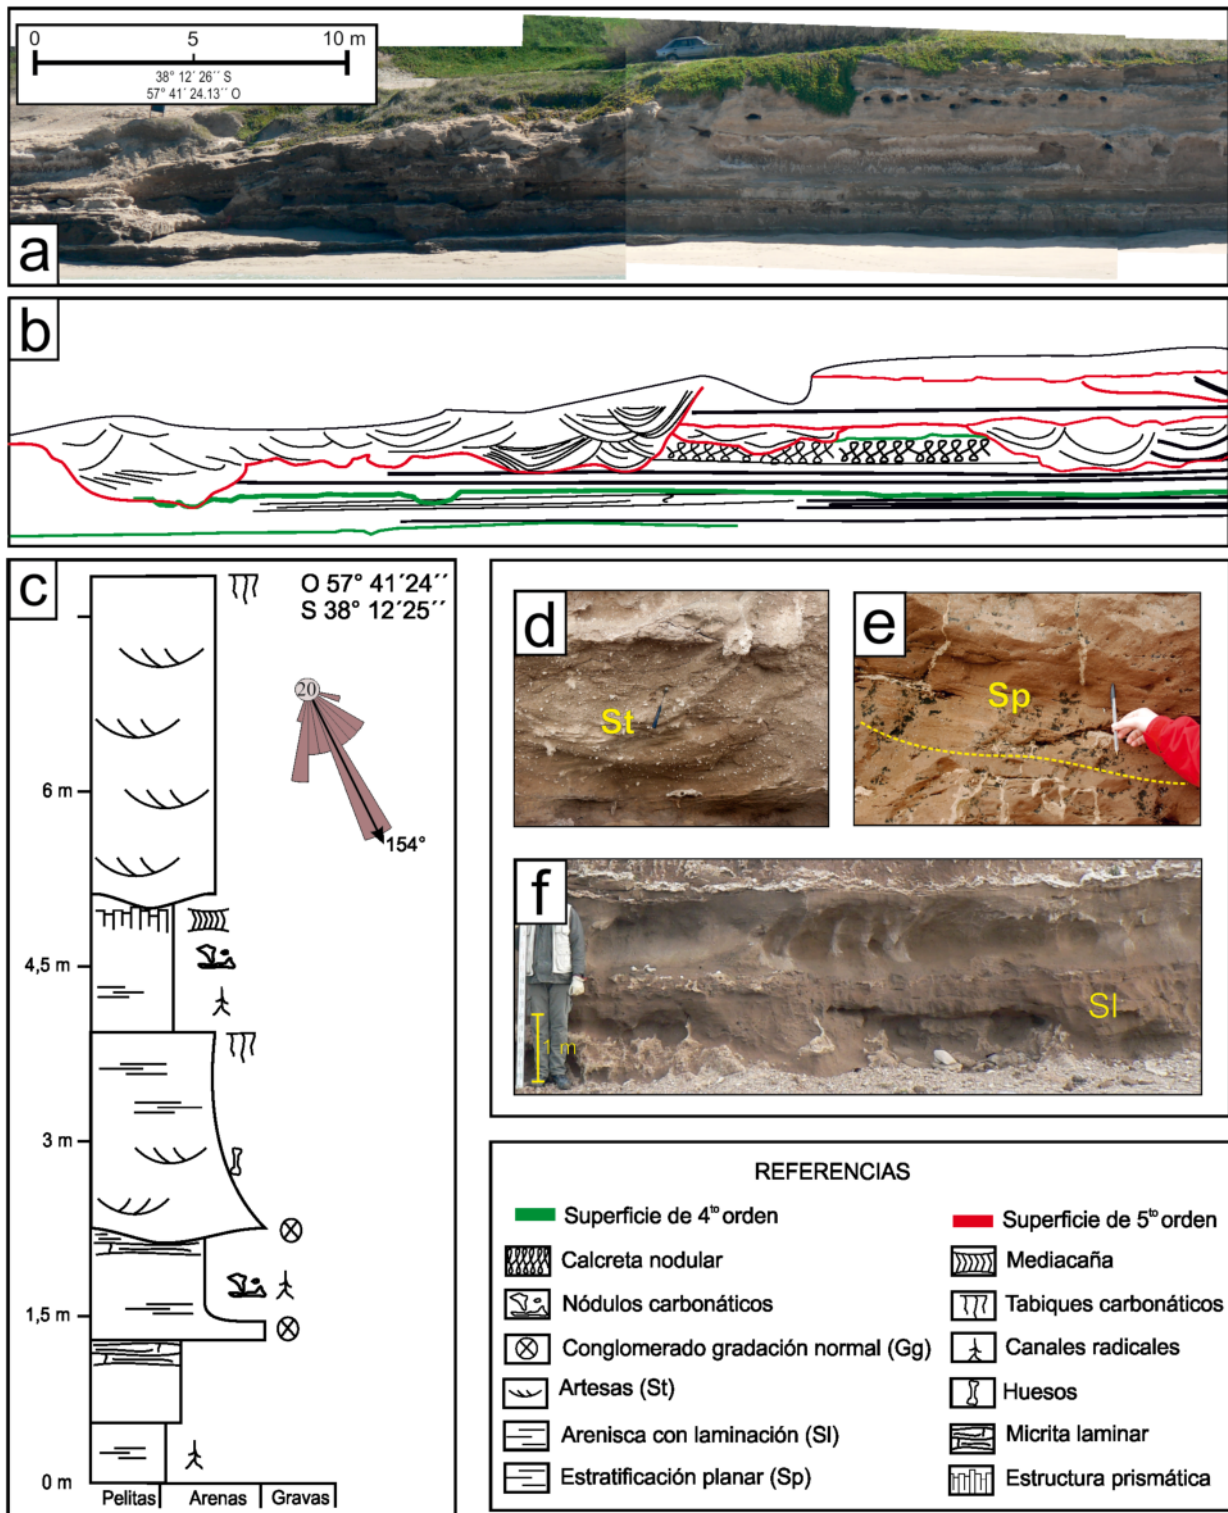 0 5 10 m
38° 12´ 26´´ S
57° 41´ 24.13´´ O
a
b
c
O 57° 41´24´´
S 38° 12´25´´
20
154°
6 m
4,5 m
3 m
1,5 m
0 m
Pelitas Arenas Gravas
d
St
e
Sp
f
1 m
Sl
REFERENCIAS
Superficie de 4to orden
Superficie de 5to orden
Calcreta nodular
Mediacaña
Nódulos carbonáticos
Tabiques carbonáticos
Conglomerado gradación normal (Gg)
Canales radicales
Artesas (St)
Huesos
Arenisca con laminación (Sl)
Micrita laminar
Estratificación planar (Sp)
Estructura prismática